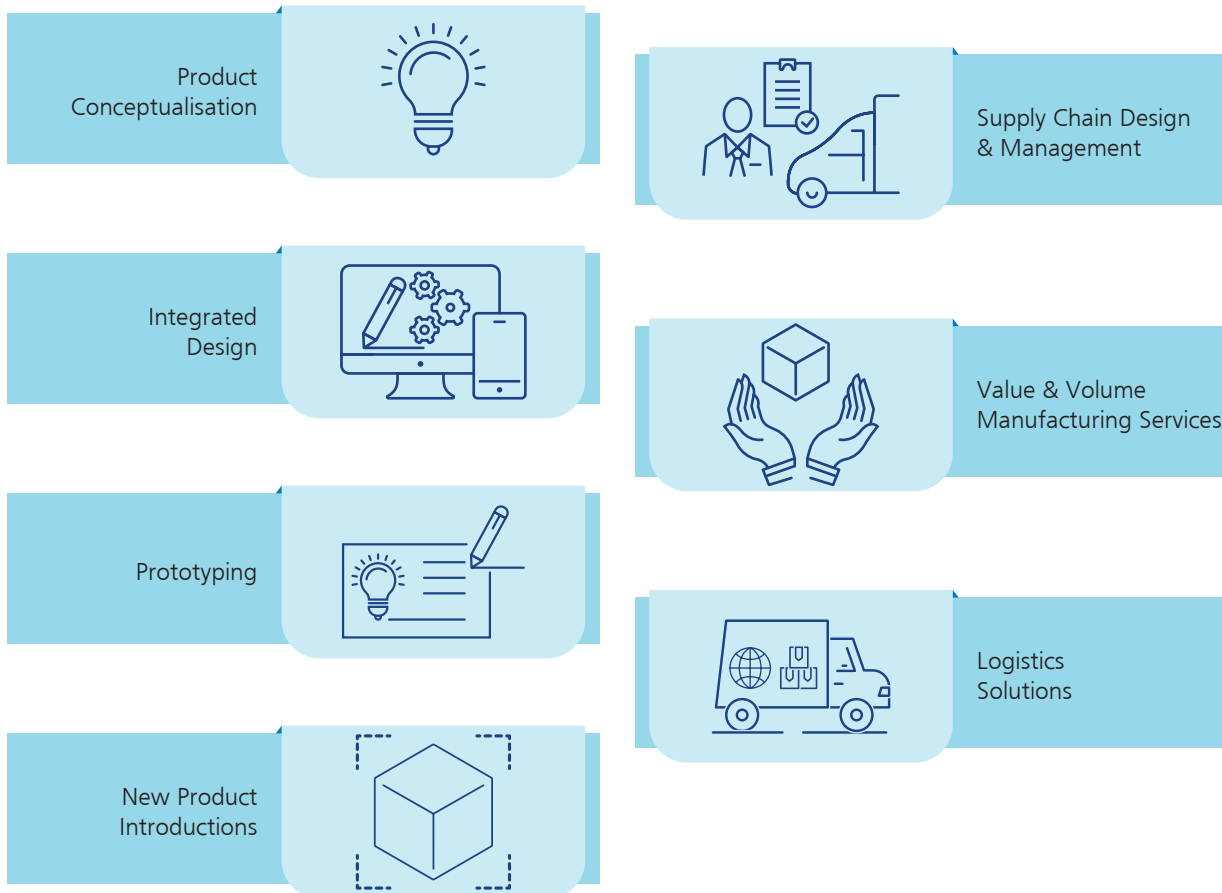 Product
Conceptualisation
Integrated
Design
Prototyping
New Product
Introductions
Supply Chain Design
& Management
Value & Volume
Manufacturing Services
Logistics
Solutions